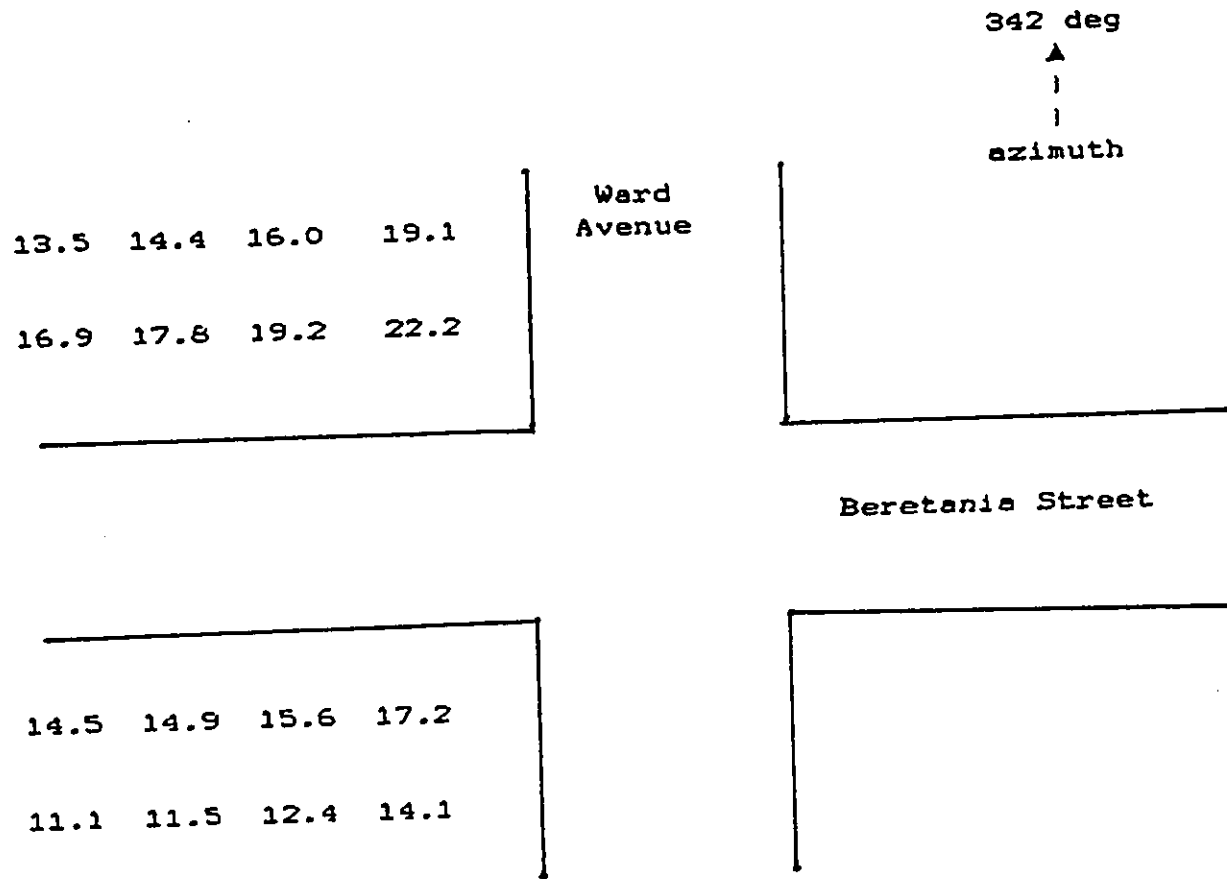 342 deg
azimuth
Ward
Avenue
13.5 14.4 16.0 19.1
16.9 17.8 19.2 22.2
Beretania Street
14.5 14.9 15.6 17.2
11.1 11.5 12.4 14.1